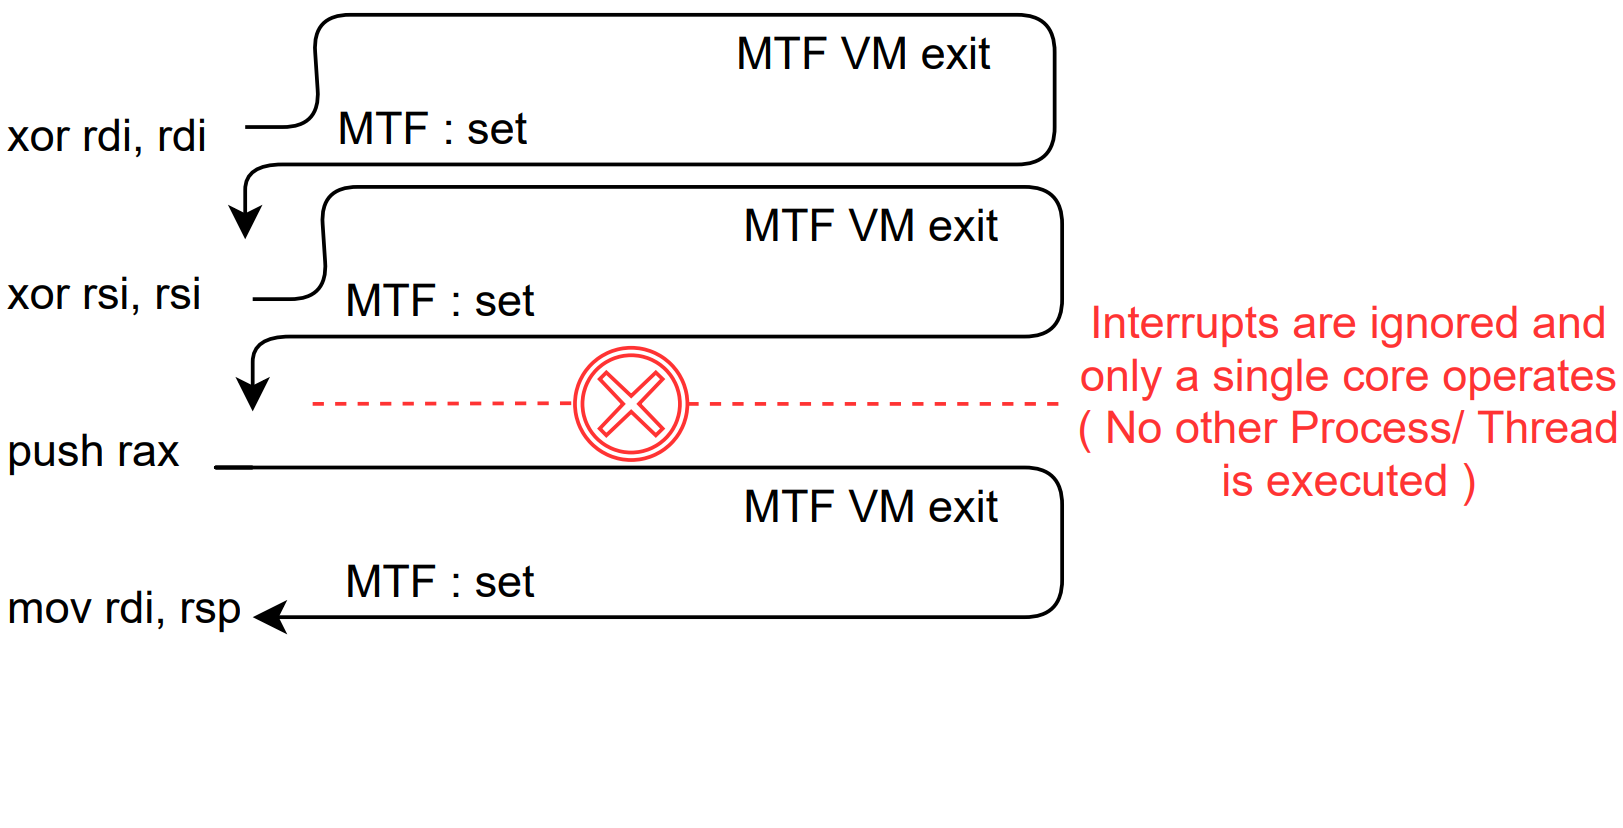 MTF VM exit
xor rdi, rdi
MTF : set
MTF VM exit
xor rsi, rsi
MTF : set
Interrupts are ignored and
only a single core operates
( No other Process/ Thread
is executed )
push rax
MTF VM exit
MTF : set
mov rdi, rsp